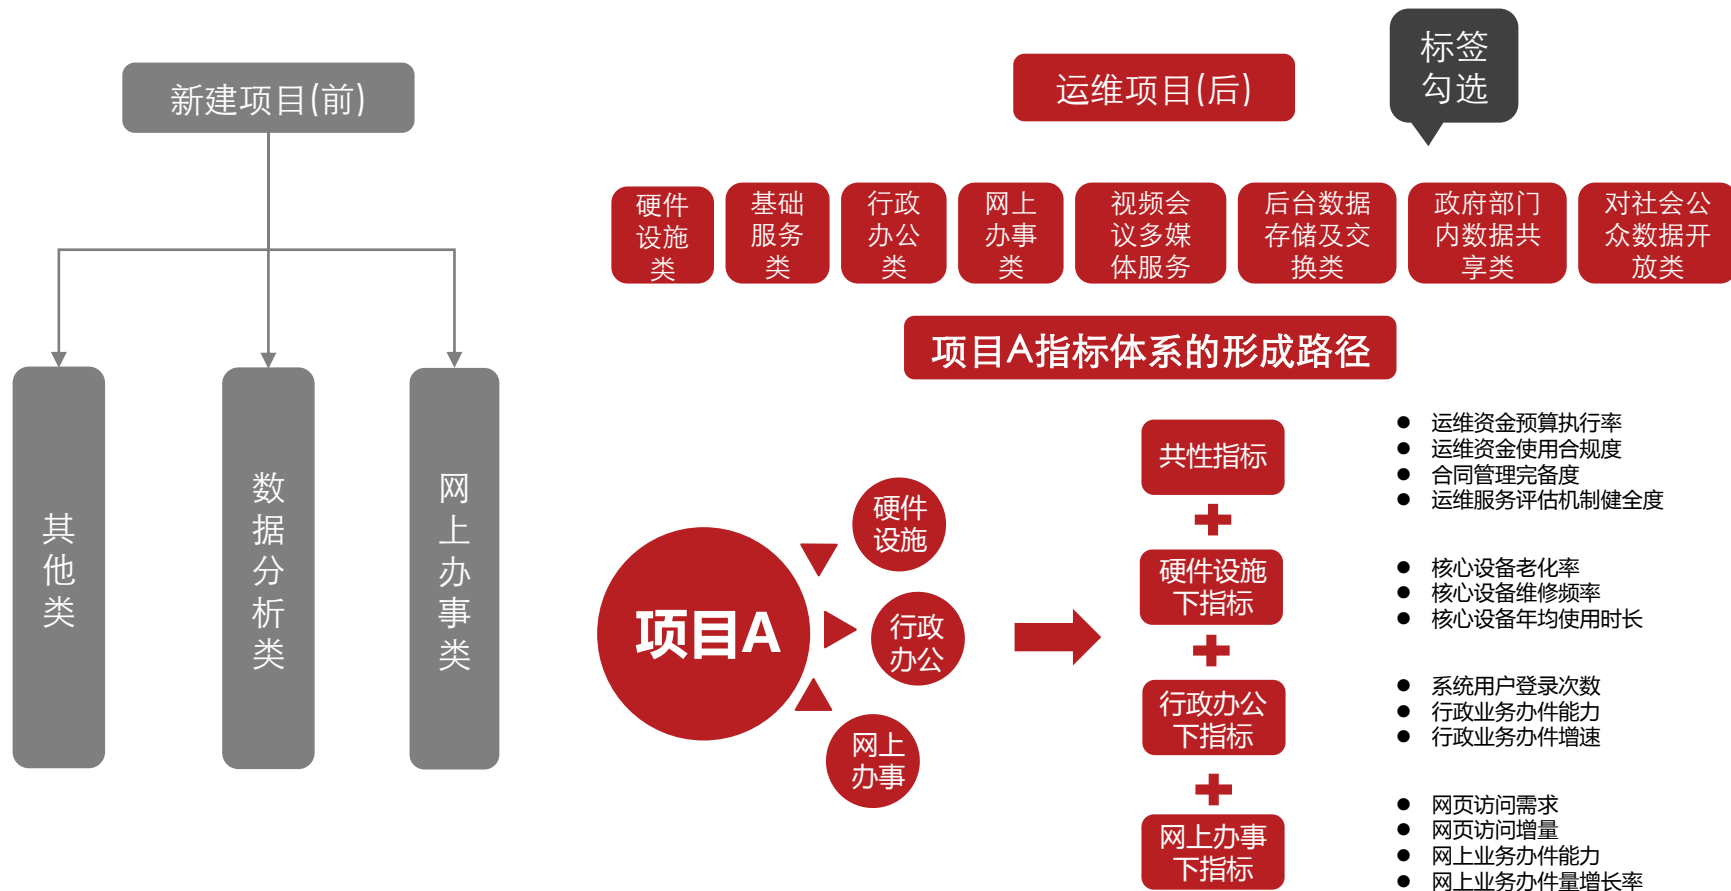 新建项目(前)
其
他
类
数
据
分
析
类
网
上
办
事
类
运维项目(后)
标签
勾选
硬件
设施
类
基础
服务
类
行政
办公
类
网上
办事
类
视频会
议多媒
体服务
后台数据
存储及交
换类
政府部门
内数据共
享类
对社会公
众数据开
放类
项目A指标体系的形成路径
项目A
硬件
设施
行政
办公
网上
办事
共性指标
运维资金预算执行率
运维资金使用合规度
合同管理完备度
运维服务评估机制健全度
硬件设施
下指标
核心设备老化率
核心设备维修频率
核心设备年均使用时长
行政办公
下指标
系统用户登录次数
行政业务办件能力
行政业务办件增速
网上办事
下指标
网页访问需求
网页访问增量
网上业务办件能力
网上业务办件量增长率